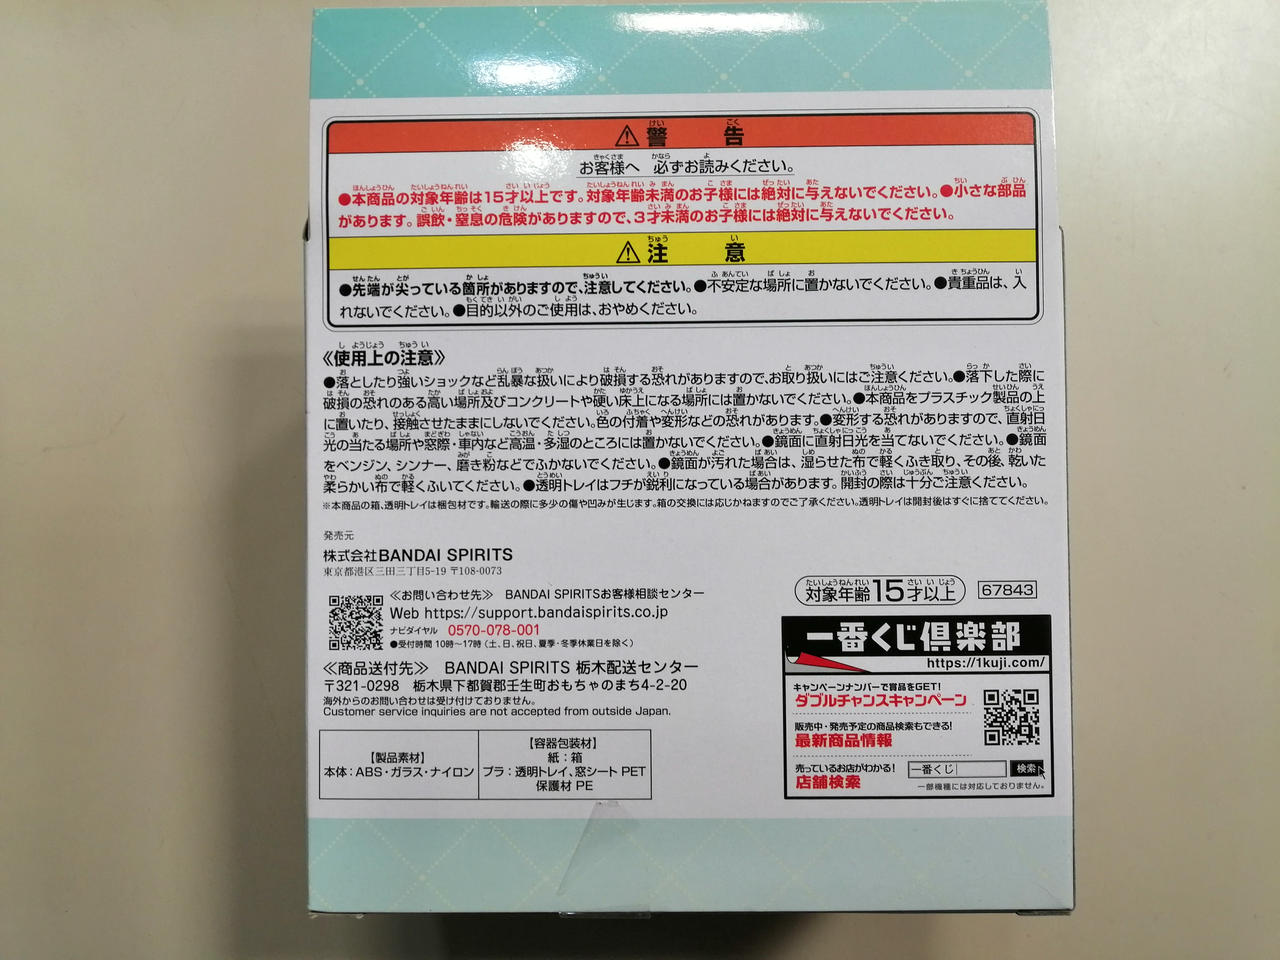 ⚠警告
お客様へ 必ずお読みください。
●本商品の対象年齢は15才以上です。対象年齢未満のお子様には絶対に与えないでください。●小さな部品
があります。誤飲・窒息の危険がありますので、3才未満のお子様には絶対に与えないでください。
⚠注意
●先端が尖っている箇所がありますので、注意してください。●不安定な場所に置かないでください。●貴重品は、入
れないでください。●目的以外のご使用は、おやめください。
《使用上の注意》
●落としたり強いショックなど乱暴な扱いにより破損する恐れがありますので、お取り扱いにはご注意ください。●落下した際に
破損の恐れのある高い場所及びコンクリートや硬い床上になる場所には置かないでください。●本商品をプラスチック製品の上
に置いたり、接触させたままにしないでください。色の付着や変形などの恐れがあります。●変形する恐れがありますので、直射日
光の当たる場所や窓際・車内など高温・多湿のところには置かないでください。●鏡面に直射日光を当てないでください。●鏡面
をベンジン、シンナー、磨き粉などでふかないでください。●鏡面が汚れた場合は、湿らせた布で軽くふき取り、その後、乾いた
柔らかい布で軽くふいてください。●透明トレイはフチが鋭利になっている場合があります。開封の際は十分ご注意ください。
※本商品の箱、透明トレイは梱包材です。輸送の際に多少の傷や凹みが生じます。箱の交換には応じかねますのでご了承ください。透明トレイは開封後はすぐに捨ててください。
発売元
株式会社BANDAI SPIRITS
東京都港区三田三丁目5-19 〒108-0073
《お問い合わせ先》 BANDAI SPIRITSお客様相談センター
Web https://support.bandaispirits.co.jp
ナビダイヤル 0570-078-001
●受付時間 10時〜17時(土、日、祝日、夏季・冬季休業日を除く)
《商品送付先》 BANDAI SPIRITS 栃木配送センター
〒321-0298 栃木県下都賀郡壬生町おもちゃのまち4-2-20
海外からのお問い合わせは受け付けておりません。
Customer service inquiries are not accepted from outside Japan.
【製品素材】
本体:ABS・ガラス・ナイロン
【容器包装材】
紙:箱
プラ:透明トレイ、窓シート PET
保護材 PE
対象年齢15才以上
67843
一番くじ倶楽部
https://1kuji.com/
キャンペーンナンバーで賞品をGET!
ダブルチャンスキャンペーン
販売中・発売予定の商品検索もできる!
最新商品情報
売っているお店がわかる!
店舗検索
一番くじ 検索
一部機種には対応しておりません。